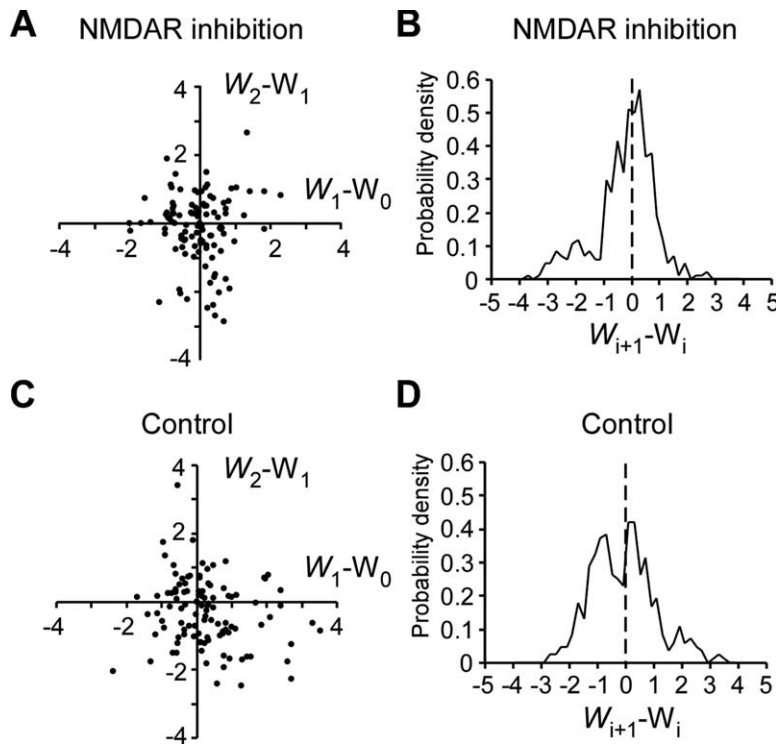 A
NMDAR inhibition
W₂-W₁
W₁-W₀
4
2
-4
-2
2
4
-2
-4
B
NMDAR inhibition
Probability density
0.6
0.5
0.4
0.3
0.2
0.1
0
-5 -4 -3 -2 -1 0 1 2 3 4 5
Wᵢ₊₁-Wᵢ
C
Control
W₂-W₁
W₁-W₀
4
2
-4
-2
2
4
-2
-4
D
Control
Probability density
0.6
0.5
0.4
0.3
0.2
0.1
0
-5 -4 -3 -2 -1 0 1 2 3 4 5
Wᵢ₊₁-Wᵢ